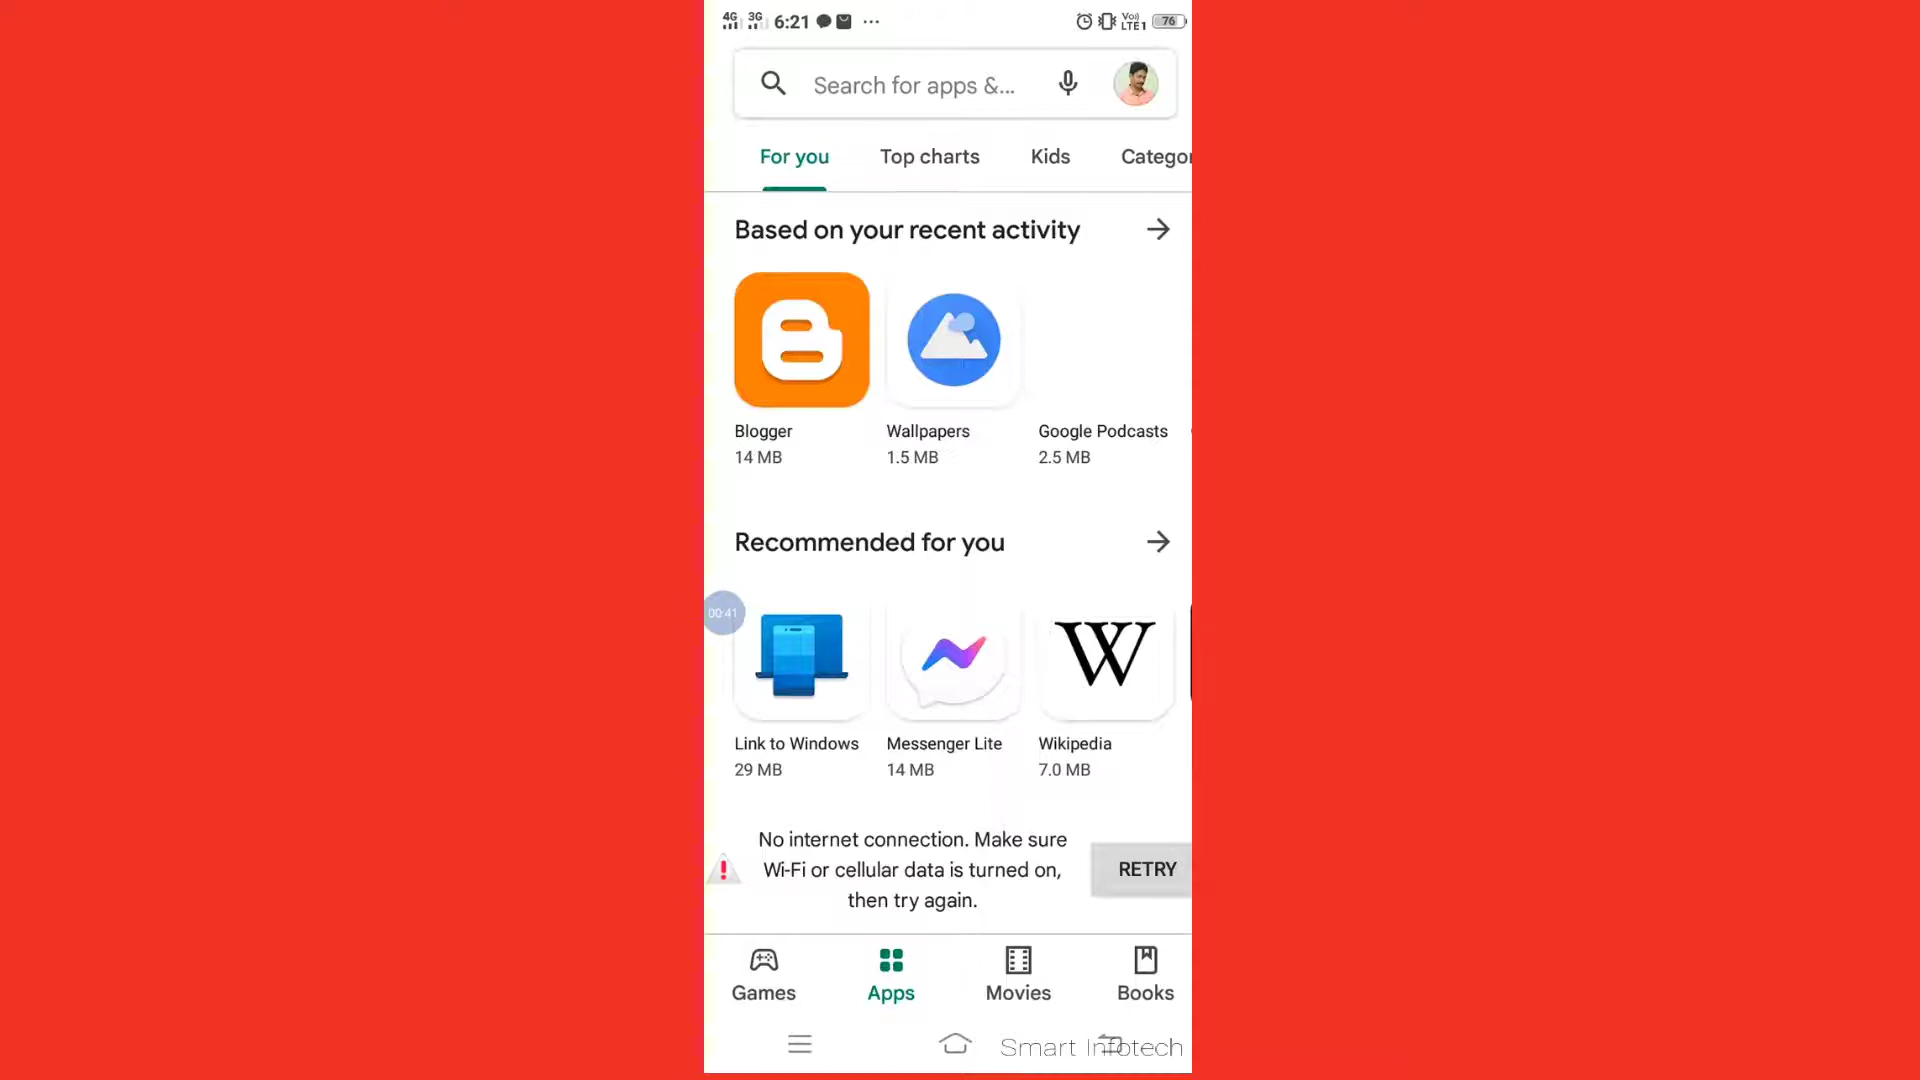 4G 3G 6:21 ... Vo) LTE1 76
Search for apps &...
For you Top charts Kids Categor
Based on your recent activity
Blogger Wallpapers Google Podcasts
14 MB 1.5 MB 2.5 MB
Recommended for you
00:41
W
Link to Windows Messenger Lite Wikipedia
29 MB 14 MB 7.0 MB
No internet connection. Make sure
Wi-Fi or cellular data is turned on,
then try again.
RETRY
Games Apps Movies Books
Smart Infotech